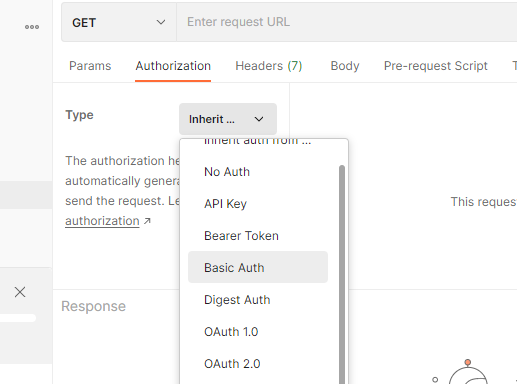 GET
Enter request URL
Params
Authorization
Headers (7)
Body
Pre-request Script
Type
Inherit ...
Inherit auth from ...
The authorization he
automatically genera
send the request. Le
authorization ↗
No Auth
API Key
Bearer Token
Basic Auth
Digest Auth
OAuth 1.0
OAuth 2.0
This reques
Response